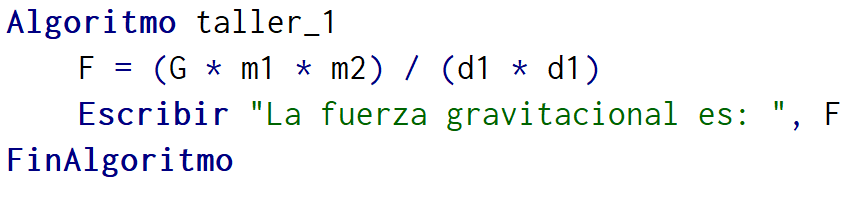 Algoritmo taller_1
F = (G * m1 * m2) / (d1 * d1)
Escribir "La fuerza gravitacional es: ", F
FinAlgoritmo